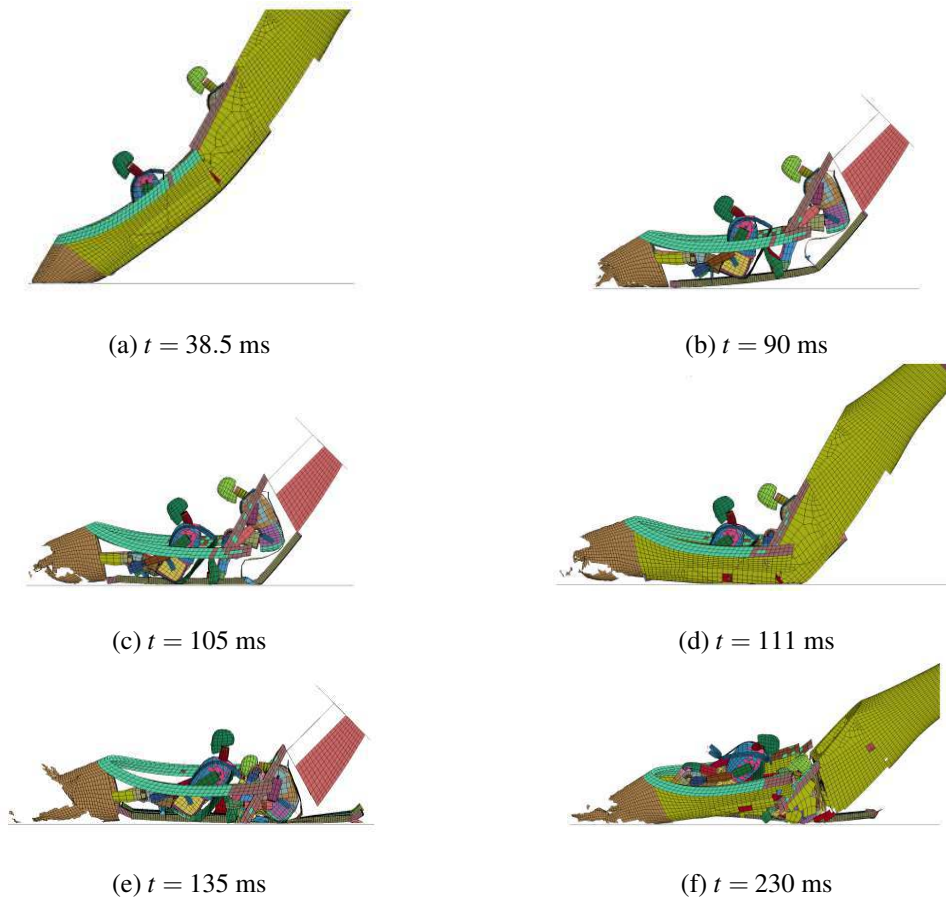 (a) t = 38.5 ms
(b) t = 90 ms
(c) t = 105 ms
(d) t = 111 ms
(e) t = 135 ms
(f) t = 230 ms